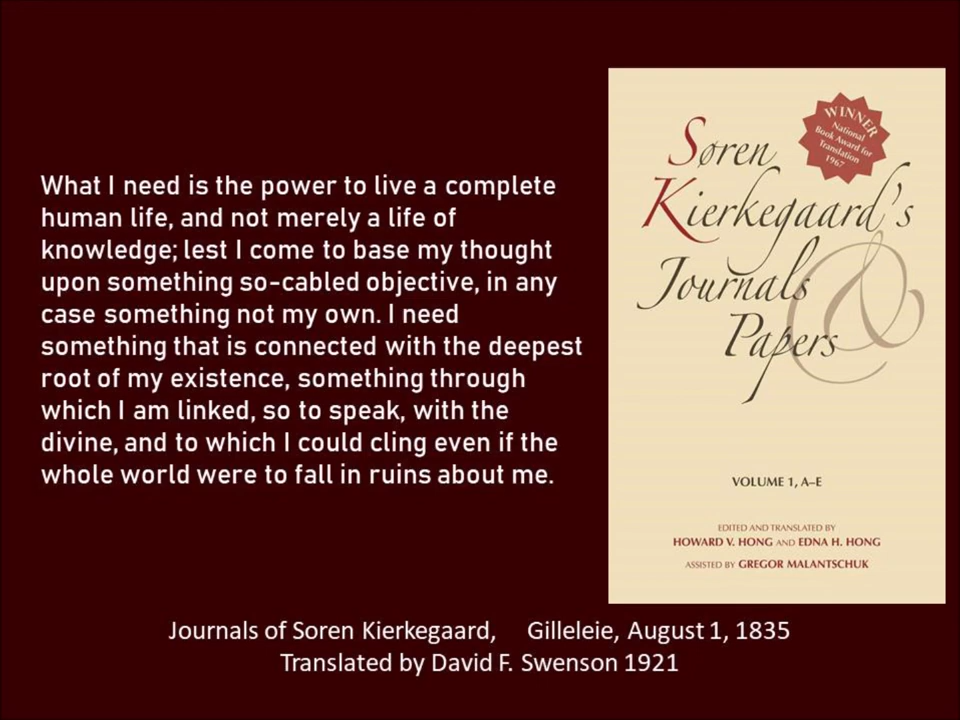 What I need is the power to live a complete
human life, and not merely a life of
knowledge; lest I come to base my thought
upon something so-cabled objective, in any
case something not my own. I need
something that is connected with the deepest
root of my existence, something through
which I am linked, so to speak, with the
divine, and to which I could cling even if the
whole world were to fall in ruins about me.
WINNER
National
Book Award for
Translation
1967
Søren
Kierkegaard's
Journals
&
Papers
VOLUME 1, A–E
EDITED AND TRANSLATED BY
HOWARD V. HONG AND EDNA H. HONG
ASSISTED BY GREGOR MALANTSCHUK
Journals of Soren Kierkegaard, Gilleleie, August 1, 1835
Translated by David F. Swenson 1921